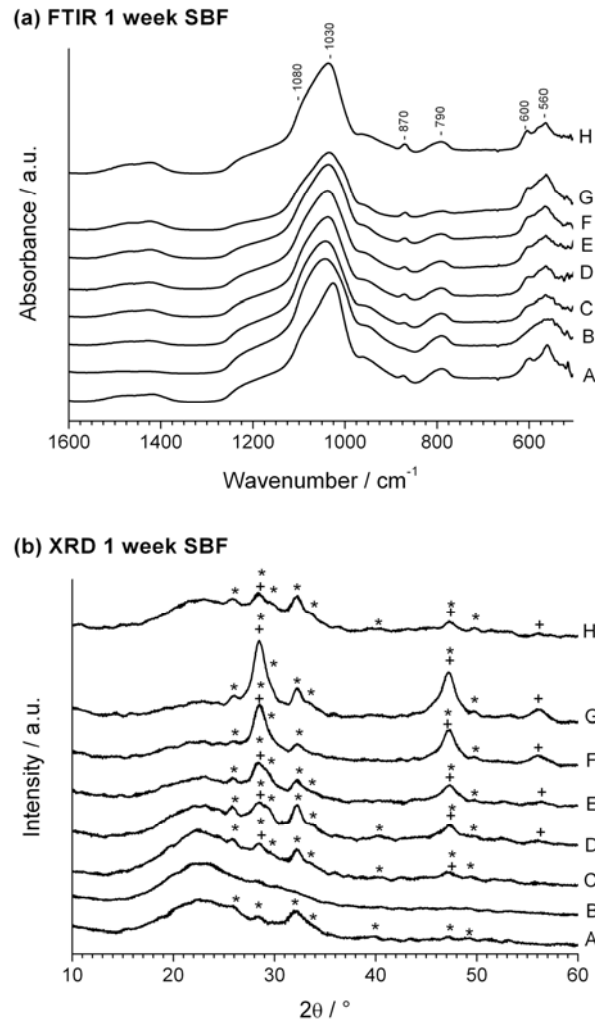 (a) FTIR 1 week SBF
- 1080
- 1030
- 870
- 790
600 -
- 560
H
G
F
E
D
C
B
A
Absorbance / a.u.
1600 1400 1200 1000 800 600
Wavenumber / cm⁻¹
(b) XRD 1 week SBF
* * + * * * * * + * +
H
* * + * * * * + * +
G
* * + * * * * + * +
F
* * + * * * * + * +
E
* * + * * * * * + * +
D
* * + * * * * * + *
C
B
* * * * * * *
A
Intensity / a.u.
10 20 30 40 50 60
2θ / °